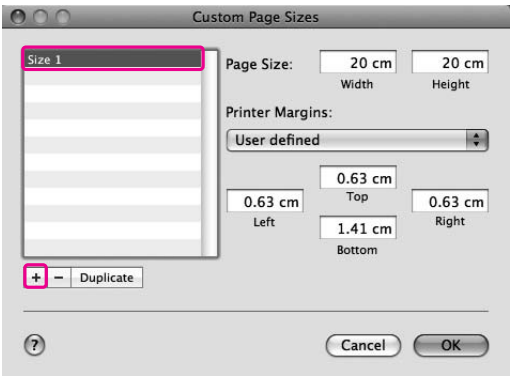 Custom Page Sizes
Size 1
Page Size:
20 cm
20 cm
Width
Height
Printer Margins:
User defined
0.63 cm
Top
0.63 cm
0.63 cm
Left
Right
1.41 cm
Bottom
+ − Duplicate
?
Cancel
OK